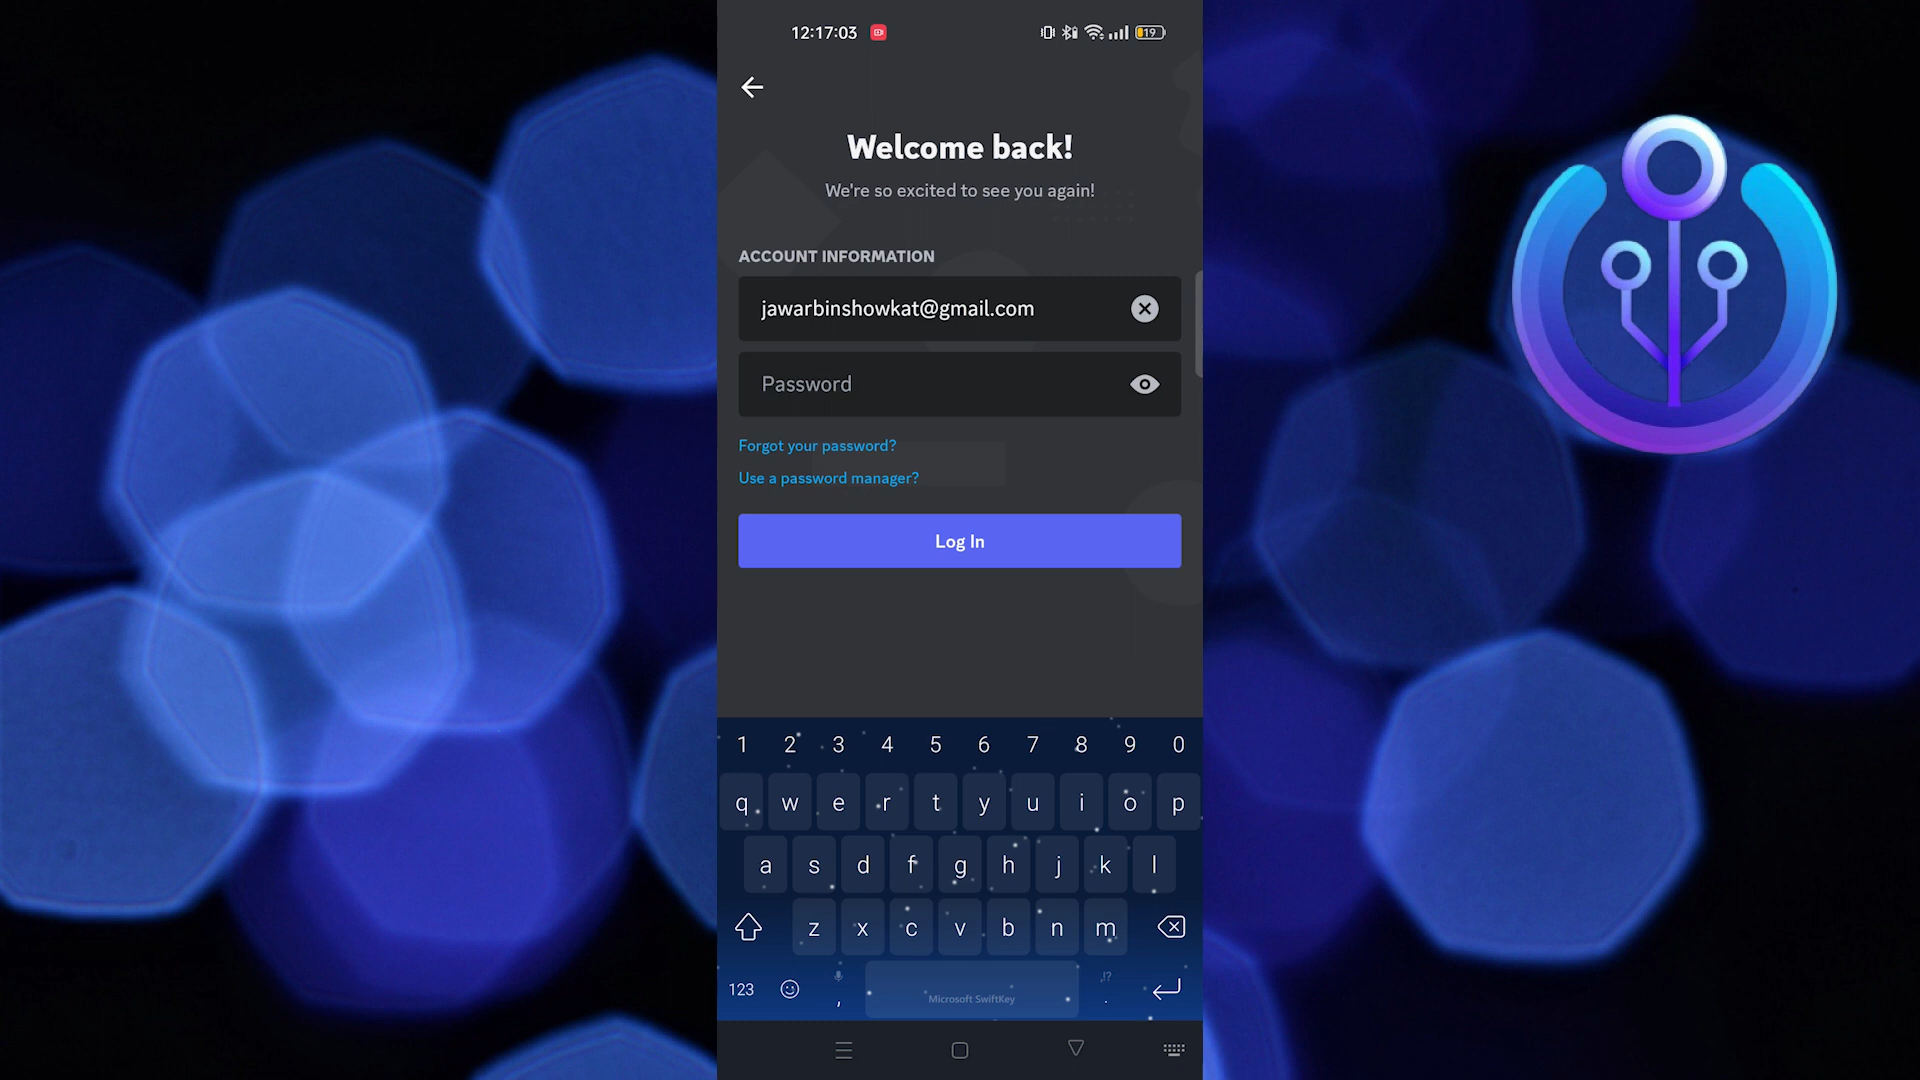 12:17:03
19
Welcome back!
We're so excited to see you again!
ACCOUNT INFORMATION
jawarbinshowkat@gmail.com
Password
Forgot your password?
Use a password manager?
Log In
1 2 3 4 5 6 7 8 9 0
q w e r t y u i o p
a s d f g h j k l
z x c v b n m
123 , Microsoft SwiftKey .!?